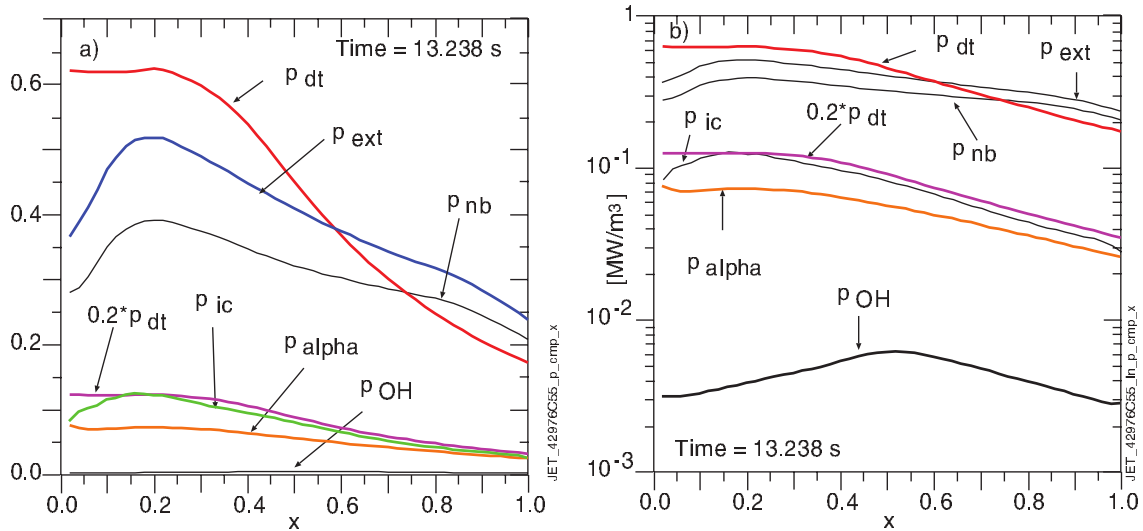 a)
Time = 13.238 s
p dt
p ext
p nb
0.2*p dt
p ic
p alpha
p OH
0.6
0.4
0.2
0.0
0.0 0.2 0.4 0.6 0.8 1.0
x
JET_42976C55_p_cmp_x
b)
p dt
p ext
p ic
0.2*p dt
p nb
p alpha
p OH
Time = 13.238 s
[MW/m3]
1
10-1
10-2
10-3
0.0 0.2 0.4 0.6 0.8 1.0
x
JET_42976C55_ln_p_cmp_x